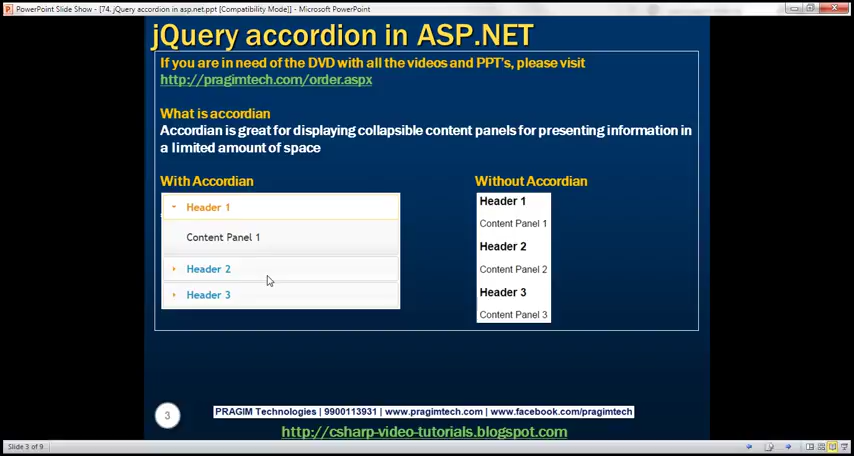 PowerPoint Slide Show - [74. jQuery accordion in asp.net.ppt [Compatibility Mode]] - Microsoft PowerPoint
jQuery accordion in ASP.NET
If you are in need of the DVD with all the videos and PPT's, please visit
http://pragimtech.com/order.aspx
What is accordian
Accordian is great for displaying collapsible content panels for presenting information in
a limited amount of space
With Accordian
Header 1
Content Panel 1
Header 2
Header 3
Without Accordian
Header 1
Content Panel 1
Header 2
Content Panel 2
Header 3
Content Panel 3
3
PRAGIM Technologies | 9900113931 | www.pragimtech.com | www.facebook.com/pragimtech
http://csharp-video-tutorials.blogspot.com
Slide 3 of 9